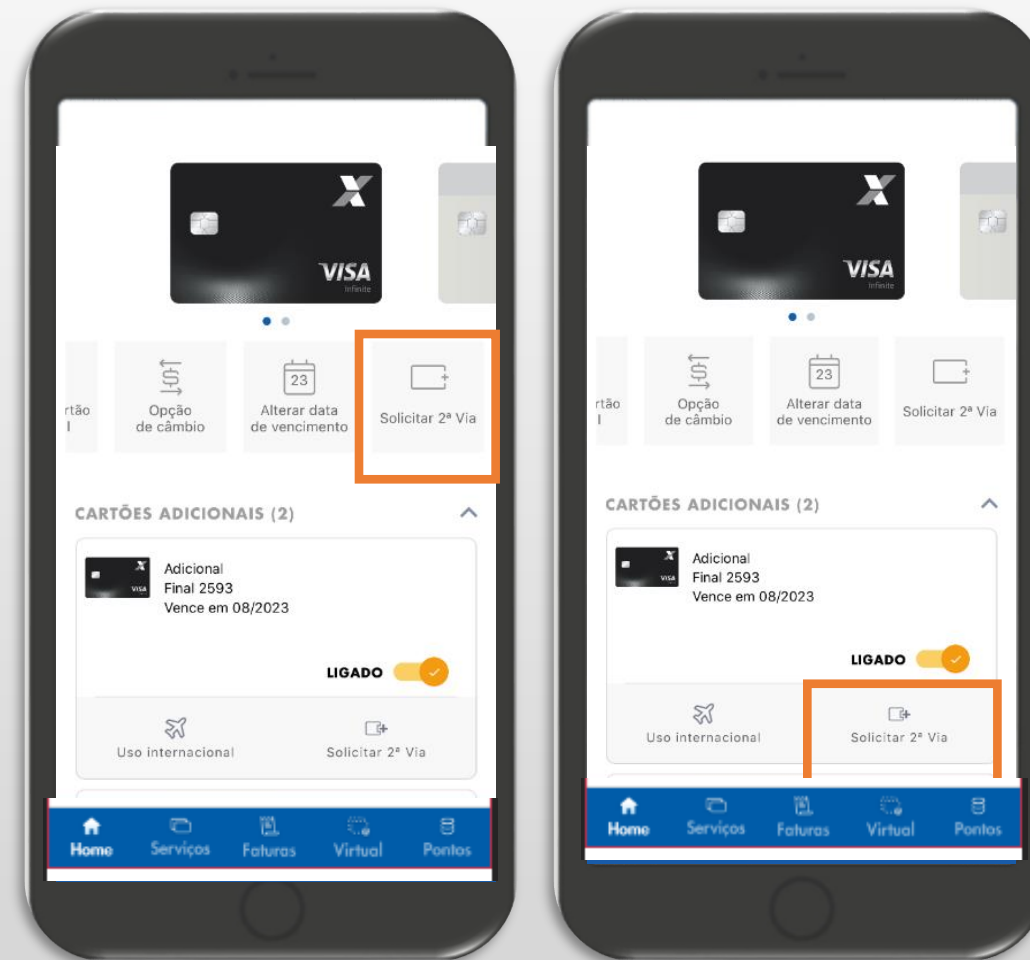 VISA
Infinite
23
rtão
l
Opção
de câmbio
Alterar data
de vencimento
Solicitar 2ª Via
CARTÕES ADICIONAIS (2)
VISA
Adicional
Final 2593
Vence em 08/2023
LIGADO
Uso internacional
Solicitar 2ª Via
Home
Serviços
Faturas
Virtual
Pontos
VISA
Infinite
23
rtão
l
Opção
de câmbio
Alterar data
de vencimento
Solicitar 2ª Via
CARTÕES ADICIONAIS (2)
VISA
Adicional
Final 2593
Vence em 08/2023
LIGADO
Uso internacional
Solicitar 2ª Via
Home
Serviços
Faturas
Virtual
Pontos